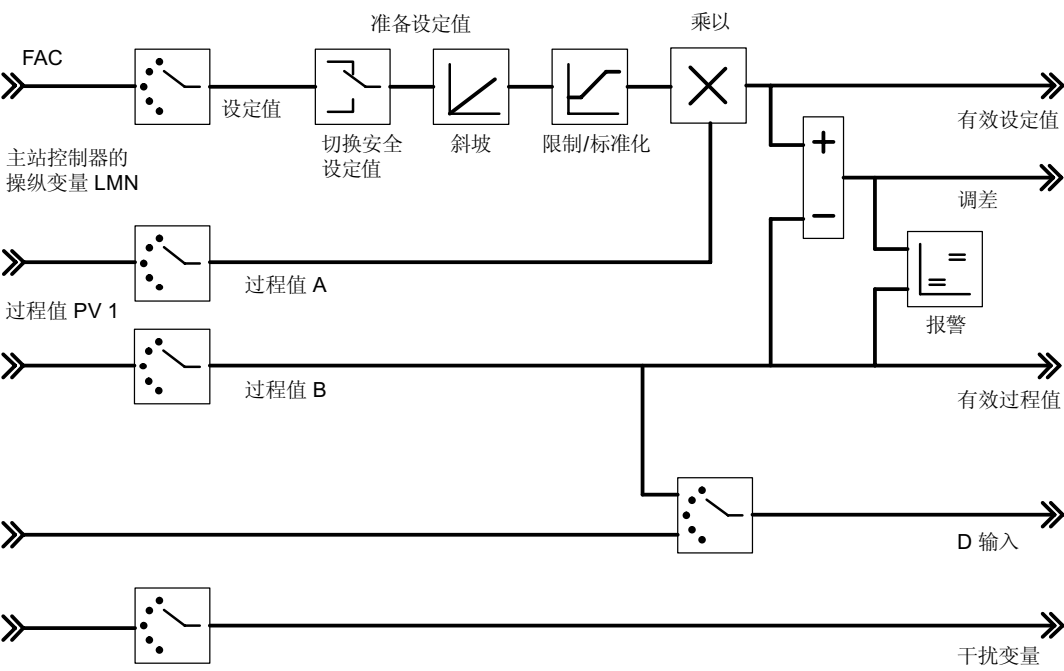 准备设定值
乘以
FAC
设定值
切换安全
设定值
斜坡
限制/标准化
有效设定值
主站控制器的
操纵变量 LMN
调差
过程值 A
过程值 PV 1
报警
过程值 B
有效过程值
D 输入
干扰变量